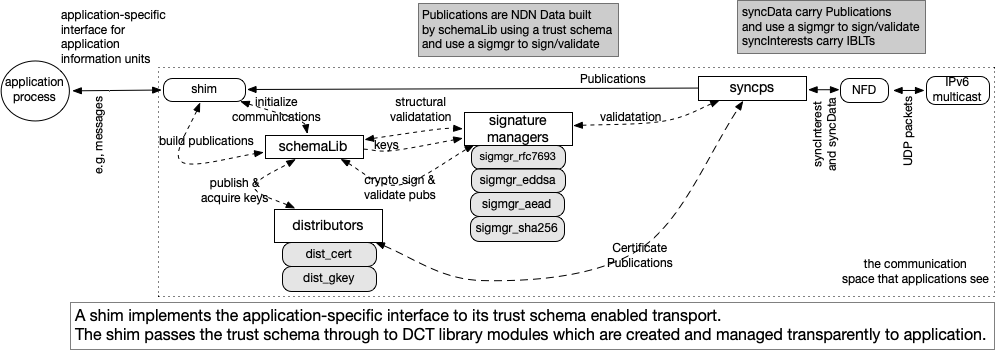 application-specific
interface for
application
information units
Publications are NDN Data built
by schemaLib using a trust schema
and use a sigmgr to sign/validate
syncData carry Publications
and use a sigmgr to sign/validate
syncInterests carry IBLTs
application
process
e.g, messages
shim
Publications
syncps
NFD
IPv6
multicast
initialize
communications
structural
validatation
signature
managers
validatation
syncInterest
and syncData
UDP packets
build publications
schemaLib
keys
sigmgr_rfc7693
sigmgr_eddsa
sigmgr_aead
sigmgr_sha256
publish &
acquire keys
crypto sign &
validate pubs
distributors
dist_cert
dist_gkey
Certificate
Publications
the communication
space that applications see
A shim implements the application-specific interface to its trust schema enabled transport.
The shim passes the trust schema through to DCT library modules which are created and managed transparently to application.